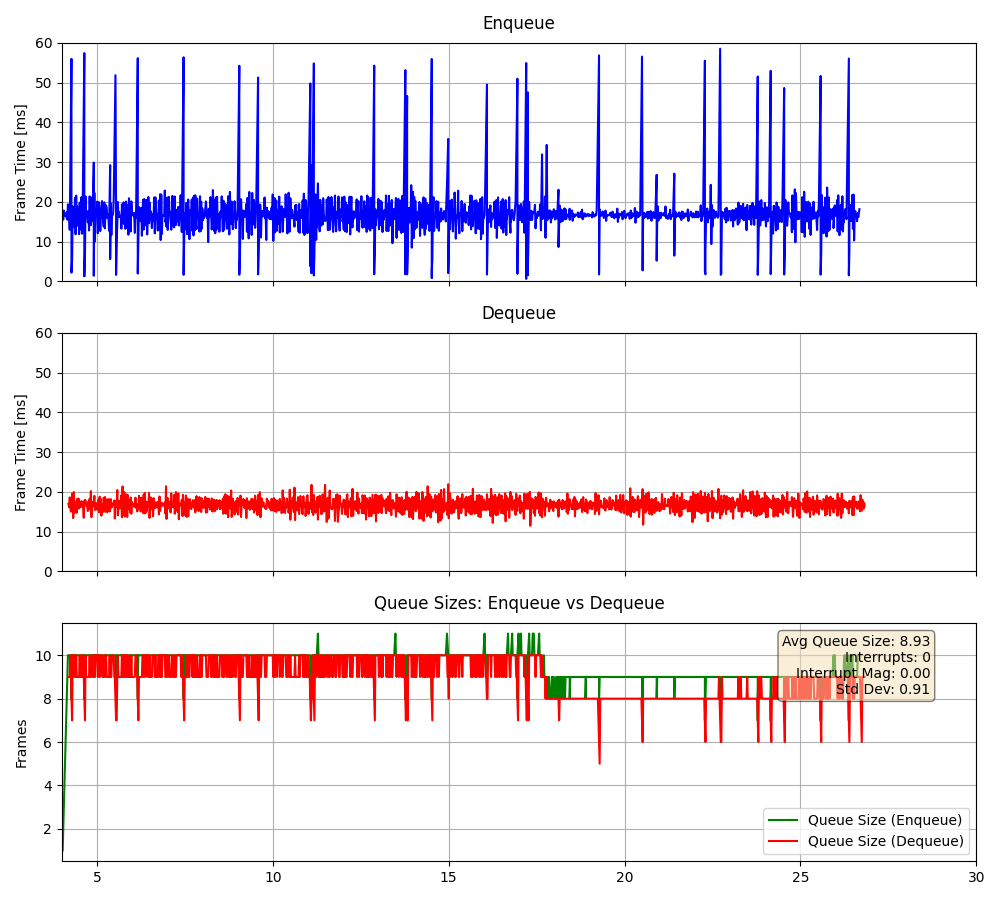 Enqueue
60
50
40
30
20
10
0
Frame Time [ms]
Dequeue
60
50
40
30
20
10
0
Frame Time [ms]
Queue Sizes: Enqueue vs Dequeue
10
8
6
4
2
Frames
Avg Queue Size: 8.93
Interrupts: 0
Interrupt Mag: 0.00
Std Dev: 0.91
Queue Size (Enqueue)
Queue Size (Dequeue)
5 10 15 20 25 30